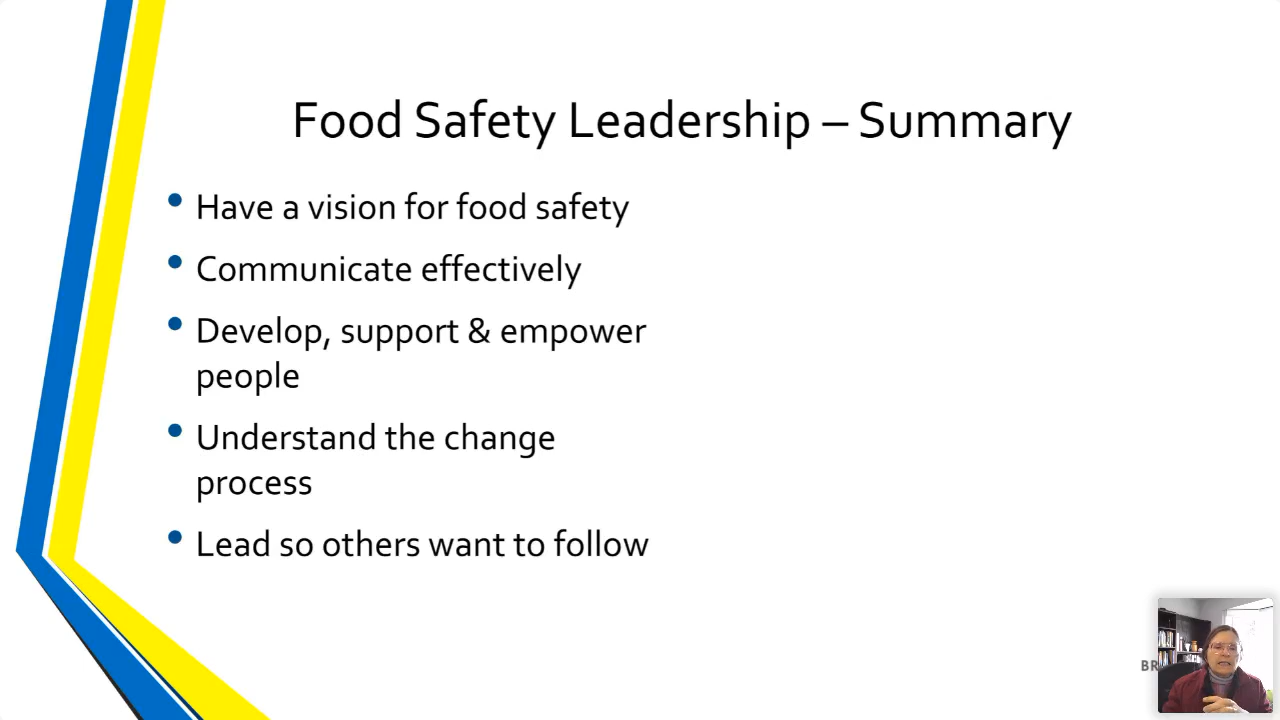 Food Safety Leadership – Summary
• Have a vision for food safety
• Communicate effectively
• Develop, support & empower
people
• Understand the change
process
• Lead so others want to follow